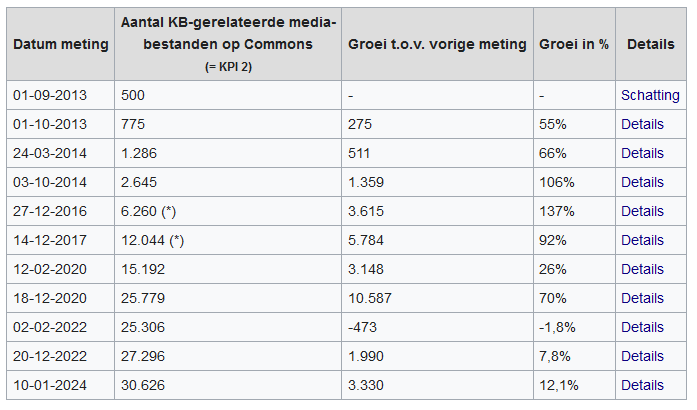 Datum meting Aantal KB-gerelateerde media-
bestanden op Commons
(= KPI 2) Groei t.o.v. vorige meting Groei in % Details
01-09-2013 500 - - Schatting
01-10-2013 775 275 55% Details
24-03-2014 1.286 511 66% Details
03-10-2014 2.645 1.359 106% Details
27-12-2016 6.260 (*) 3.615 137% Details
14-12-2017 12.044 (*) 5.784 92% Details
12-02-2020 15.192 3.148 26% Details
18-12-2020 25.779 10.587 70% Details
02-02-2022 25.306 -473 -1,8% Details
20-12-2022 27.296 1.990 7,8% Details
10-01-2024 30.626 3.330 12,1% Details